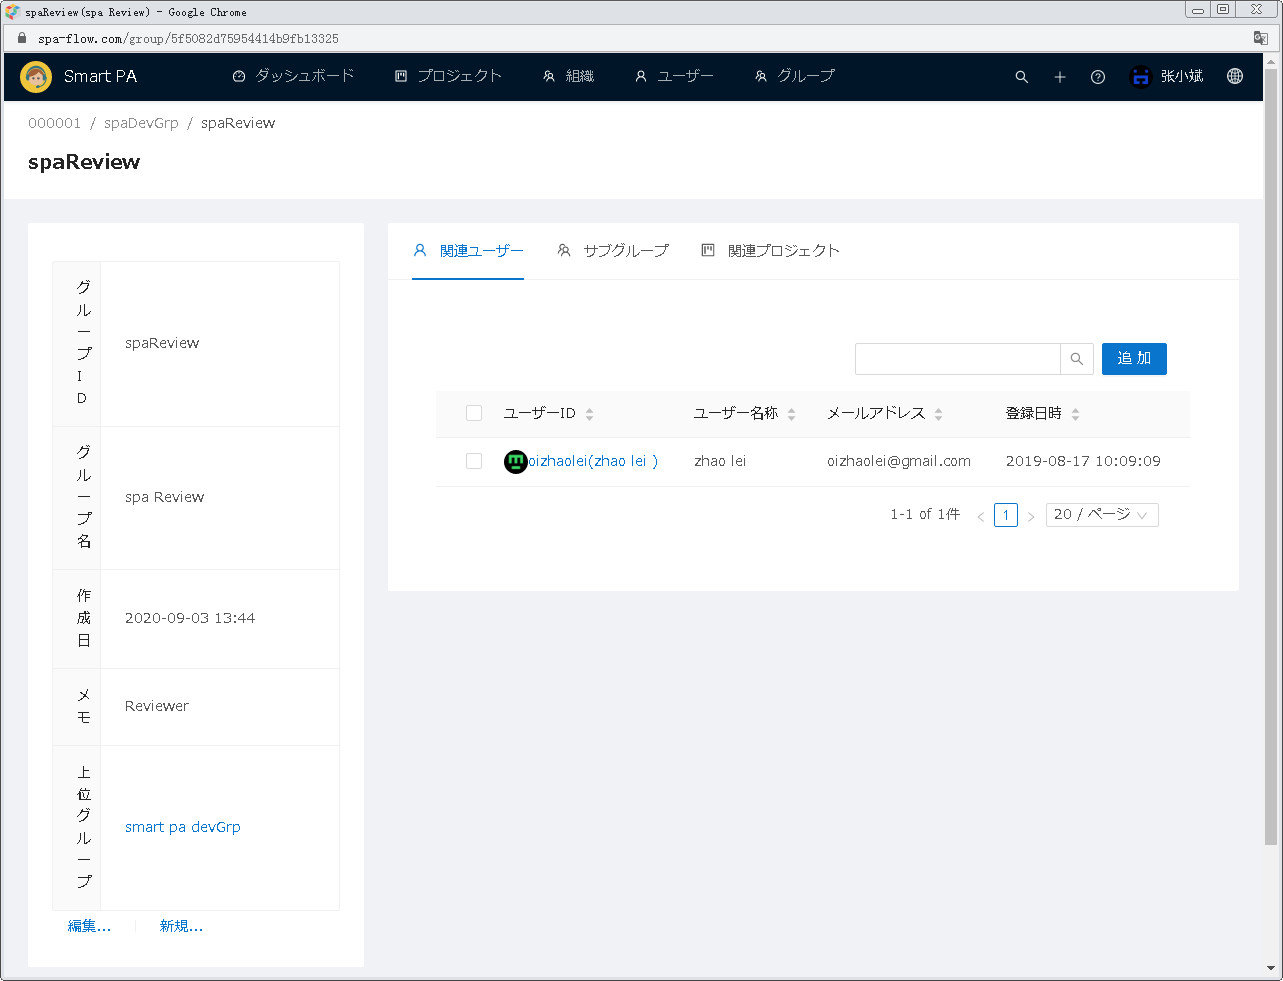 spaReview(spa Review) - Google Chrome
spa-flow.com/group/5f5082d75954414b9fb13325
Smart PA ダッシュボード プロジェクト 組織 ユーザー グループ 张小斌
000001 / spaDevGrp / spaReview
spaReview
グループID spaReview
グループ名 spa Review
作成日 2020-09-03 13:44
メモ Reviewer
上位グループ smart pa devGrp
編集... 新規...
関連ユーザー サブグループ 関連プロジェクト
追 加
ユーザーID ユーザー名称 メールアドレス 登録日時
oizhaolei(zhao lei ) zhao lei oizhaolei@gmail.com 2019-08-17 10:09:09
1-1 of 1件 < 1 > 20 / ページ